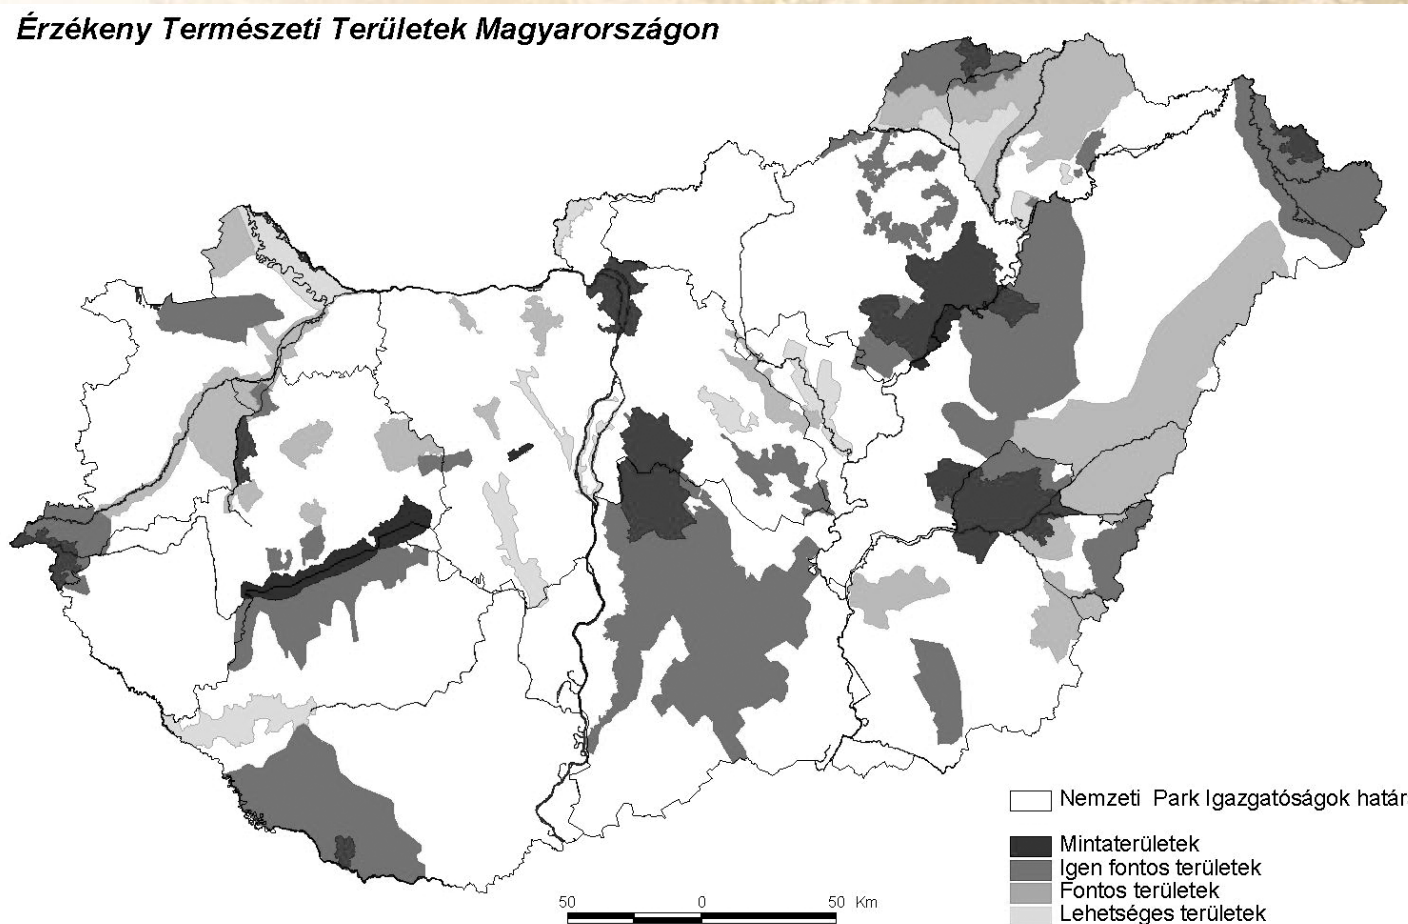 Érzékeny Természeti Területek Magyarországon
Nemzeti Park Igazgatóságok határ
Mintaterületek
Igen fontos területek
Fontos területek
Lehetséges területek
50 0 50 Km